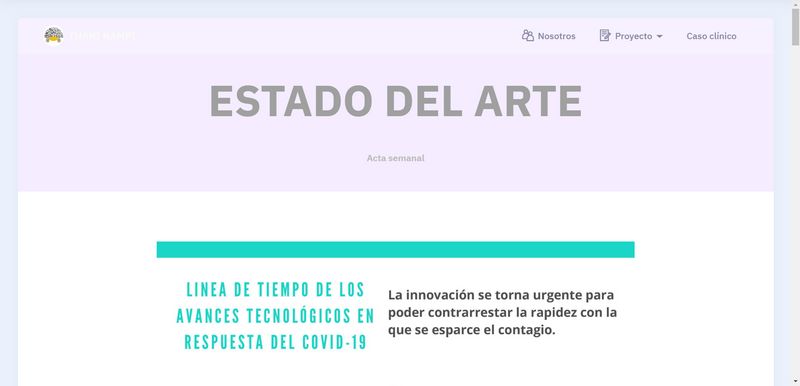 Nosotros
Proyecto
Caso clínico
ESTADO DEL ARTE
Acta semanal
LINEA DE TIEMPO DE LOS
AVANCES TECNOLÓGICOS EN
RESPUESTA DEL COVID-19
La innovación se torna urgente para
poder contrarrestar la rapidez con la
que se esparce el contagio.